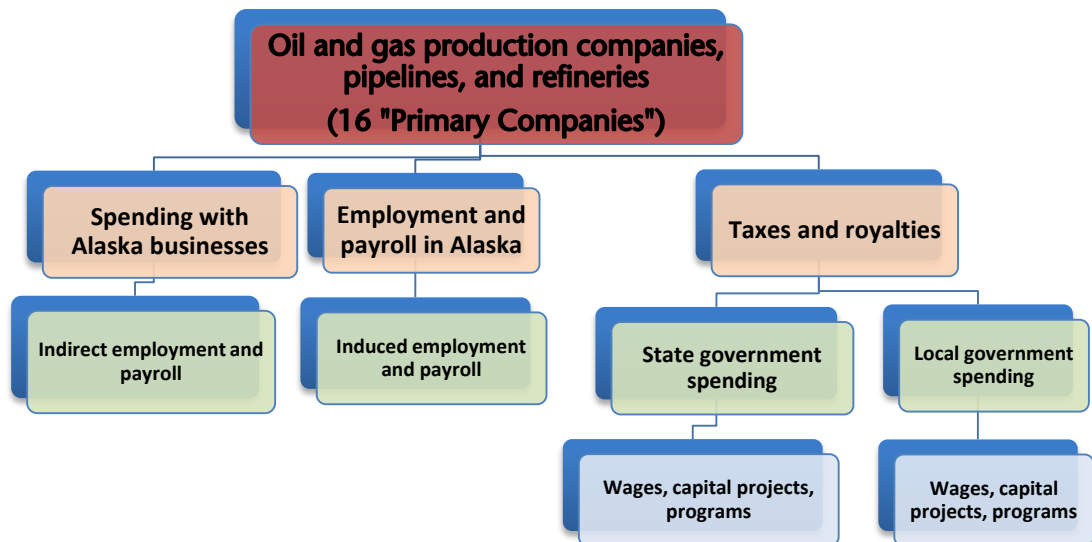 Oil and gas production companies,
pipelines, and refineries
(16 "Primary Companies")
Spending with
Alaska businesses
Employment and
payroll in Alaska
Taxes and royalties
Indirect employment and
payroll
Induced employment
and payroll
State government
spending
Local government
spending
Wages, capital projects,
programs
Wages, capital
projects, programs